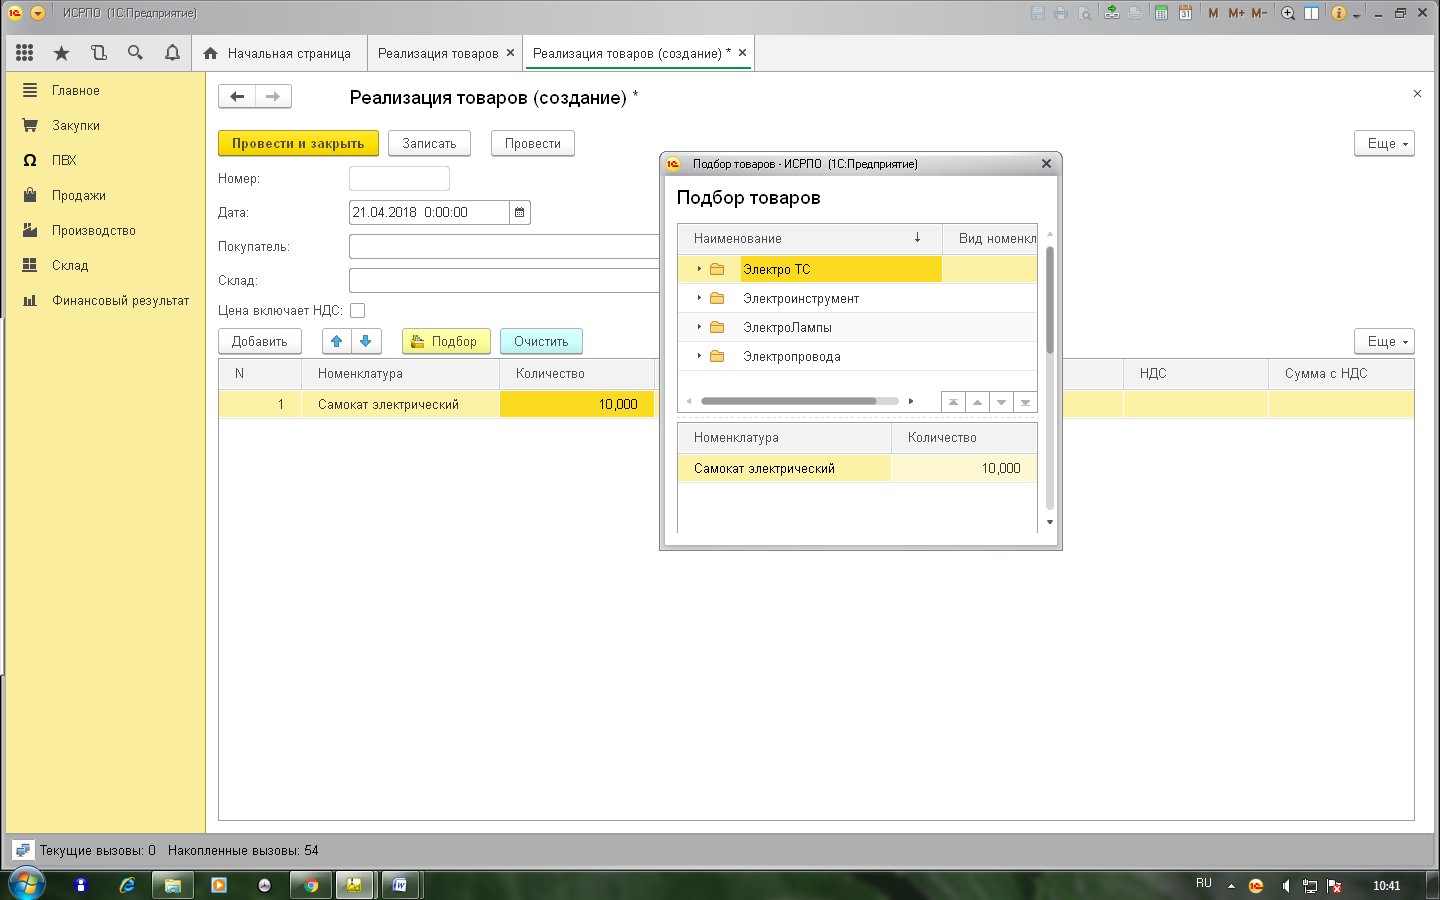 ИСРПО (1С:Предприятие)
M M+ M-
Начальная страница
Реализация товаров
Реализация товаров (создание) *
Главное
Закупки
ПВХ
Продажи
Производство
Склад
Финансовый результат
Реализация товаров (создание) *
Провести и закрыть
Записать
Провести
Еще
Номер:
Дата:
21.04.2018 0:00:00
Покупатель:
Склад:
Цена включает НДС:
Добавить
Подбор
Очистить
Еще
N
Номенклатура
Количество
НДС
Сумма с НДС
1
Самокат электрический
10,000
Подбор товаров - ИСРПО (1С:Предприятие)
Подбор товаров
Наименование
Вид номенкл
Электро ТС
Электроинструмент
ЭлектроЛампы
Электропровода
Номенклатура
Количество
Самокат электрический
10,000
Текущие вызовы: 0 Накопленные вызовы: 54
RU
10:41